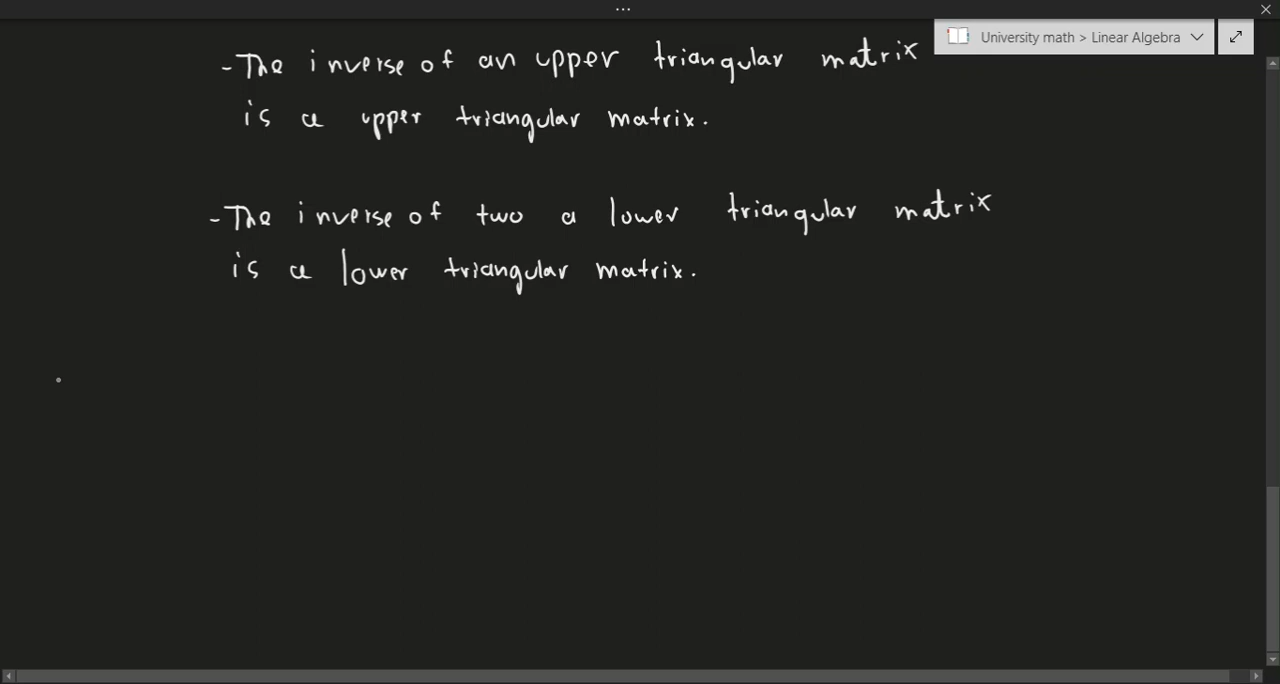 ...
University math > Linear Algebra
- The inverse of an upper triangular matrix
is a upper triangular matrix.
- The inverse of two a lower triangular matrix
is a lower triangular matrix.